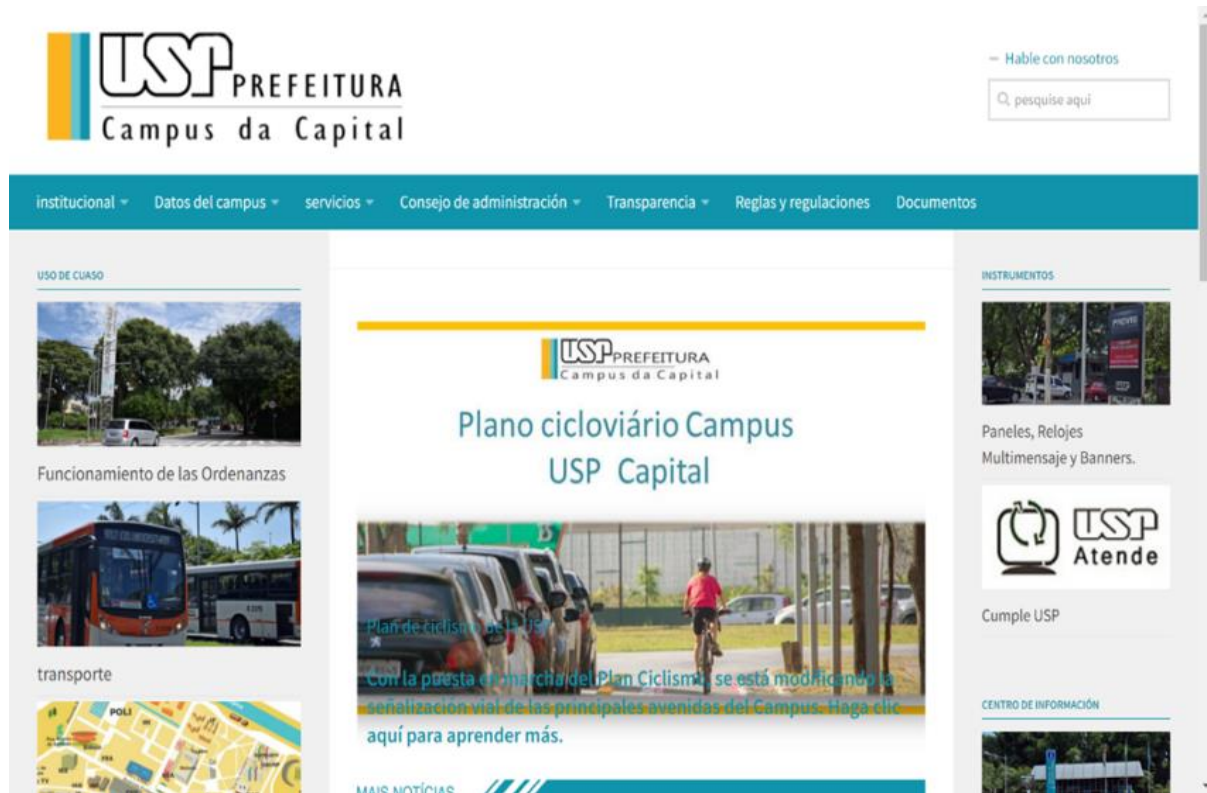 USP PREFEITURA
Campus da Capital
Hable con nosotros
pesquise aqui
institucional
Datos del campus
servicios
Consejo de administración
Transparencia
Reglas y regulaciones
Documentos
USO DE CUASO
Funcionamiento de las Ordenanzas
transporte
POLI
USP PREFEITURA
Campus da Capital
Plano cicloviário Campus
USP Capital
Plan de ciclismo de la USP
Con la puesta en marcha del Plan Ciclismo, se está modificando la
señalización vial de las principales avenidas del Campus. Haga clic
aquí para aprender más.
MAIS NOTÍCIAS
INSTRUMENTOS
Paneles, Relojes
Multimensaje y Banners.
USP
Atende
Cumple USP
CENTRO DE INFORMACIÓN